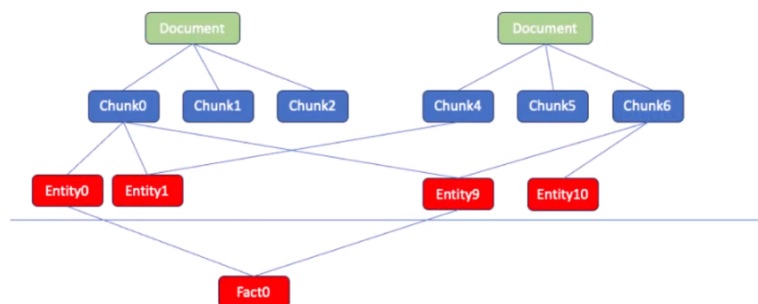 Document
Document
Chunk0
Chunk1
Chunk2
Chunk4
Chunk5
Chunk6
Entity0
Entity1
Entity9
Entity10
Fact0